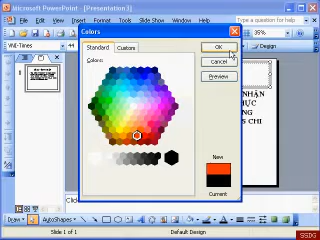 Microsoft PowerPoint - [Presentation3]
File Edit View Insert Format Tools Slide Show Window Type a question for help
35%
VNI-Times
Design
Colors
Standard
Custom
OK
Cancel
Preview
Colors:
New
Current
1
NHẬN
HỰC
NG
S CHI
Click
Draw AutoShapes
Slide 1 of 1
Default Design
SSDG